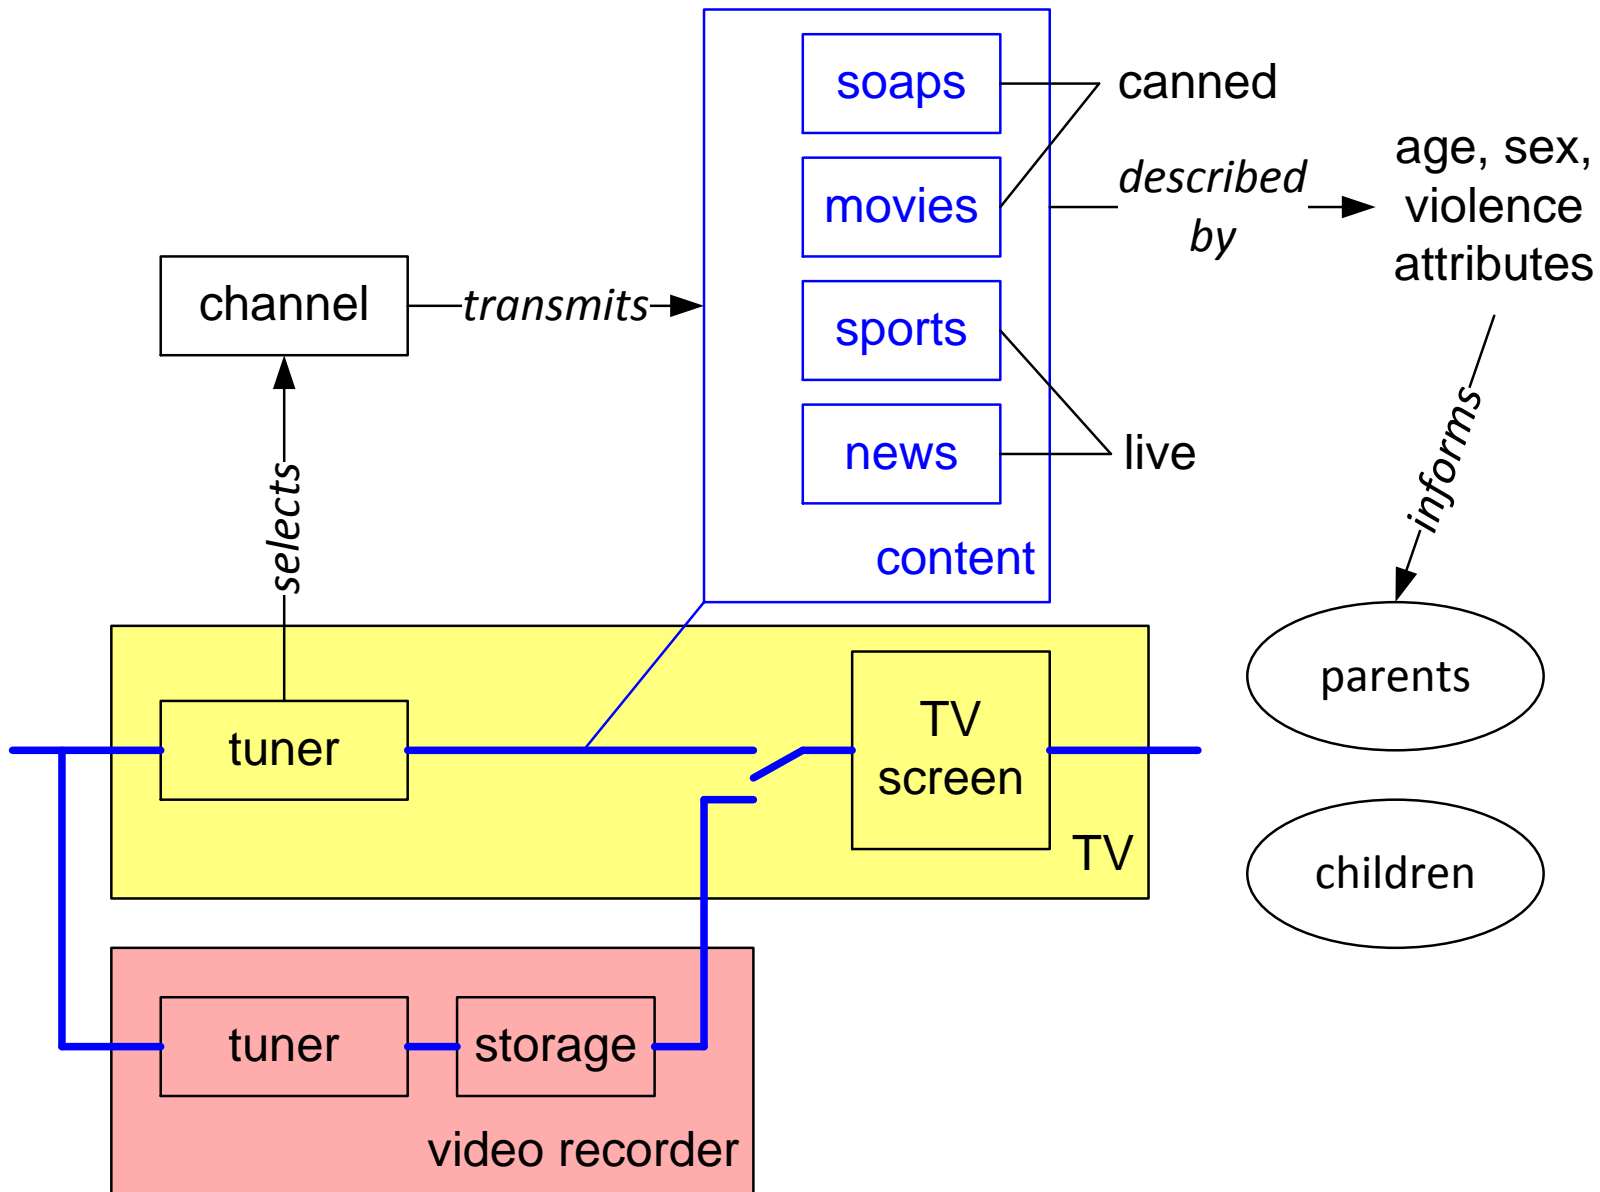 soaps
canned
movies
described
by
age, sex,
violence
attributes
channel
transmits
sports
news
live
content
selects
informs
tuner
TV
screen
TV
parents
children
tuner
storage
video recorder